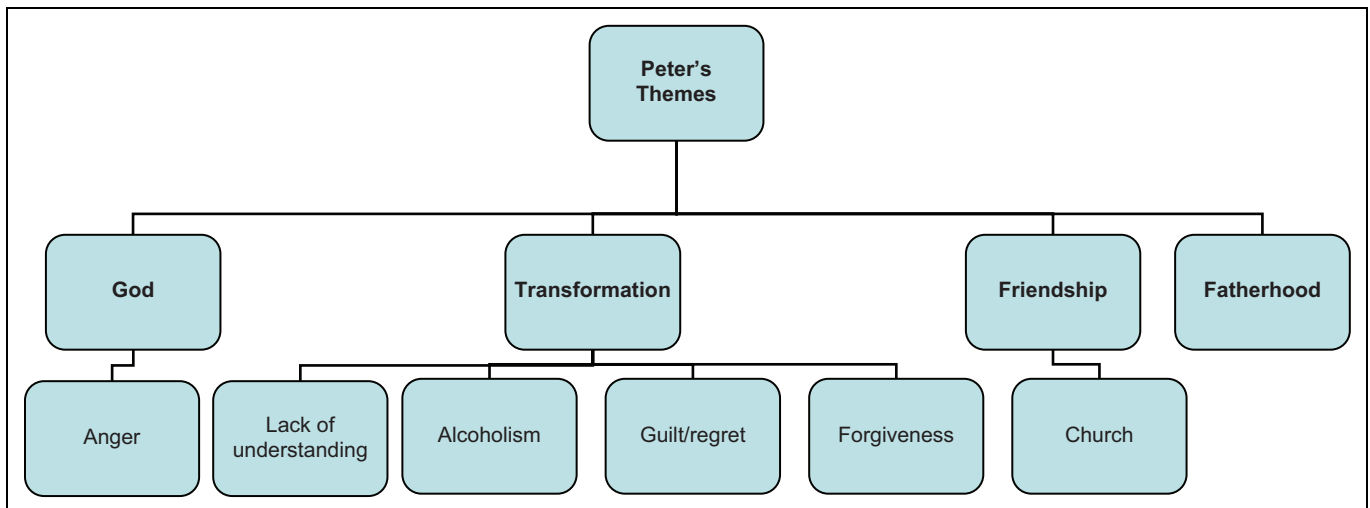 Peter’s
Themes
God
Transformation
Friendship
Fatherhood
Anger
Lack of
understanding
Alcoholism
Guilt/regret
Forgiveness
Church